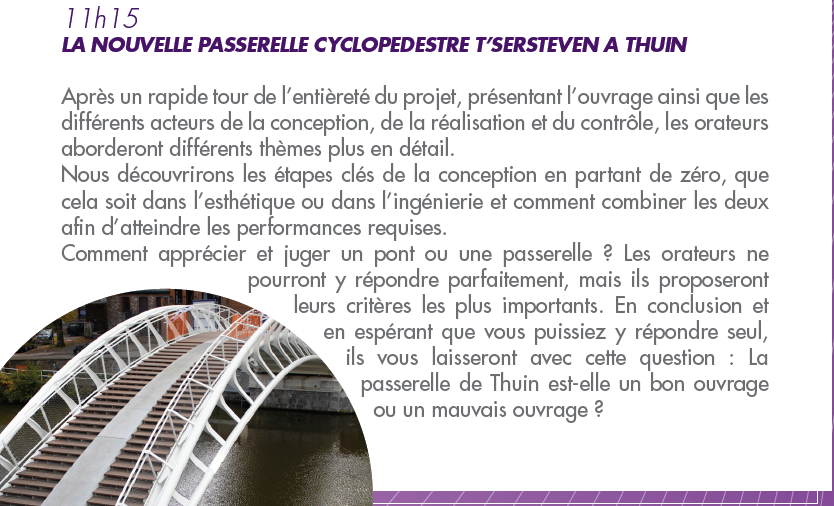 11h15
LA NOUVELLE PASSERELLE CYCLOPEDESTRE T’SERSTEVEN A THUIN
Après un rapide tour de l’entièreté du projet, présentant l’ouvrage ainsi que les
différents acteurs de la conception, de la réalisation et du contrôle, les orateurs
aborderont différents thèmes plus en détail.
Nous découvrirons les étapes clés de la conception en partant de zéro, que
cela soit dans l’esthétique ou dans l’ingénierie et comment combiner les deux
afin d’atteindre les performances requises.
Comment apprécier et juger un pont ou une passerelle ? Les orateurs ne
pourront y répondre parfaitement, mais ils proposeront
leurs critères les plus importants. En conclusion et
en espérant que vous puissiez y répondre seul,
ils vous laisseront avec cette question : La
passerelle de Thuin est-elle un bon ouvrage
ou un mauvais ouvrage ?